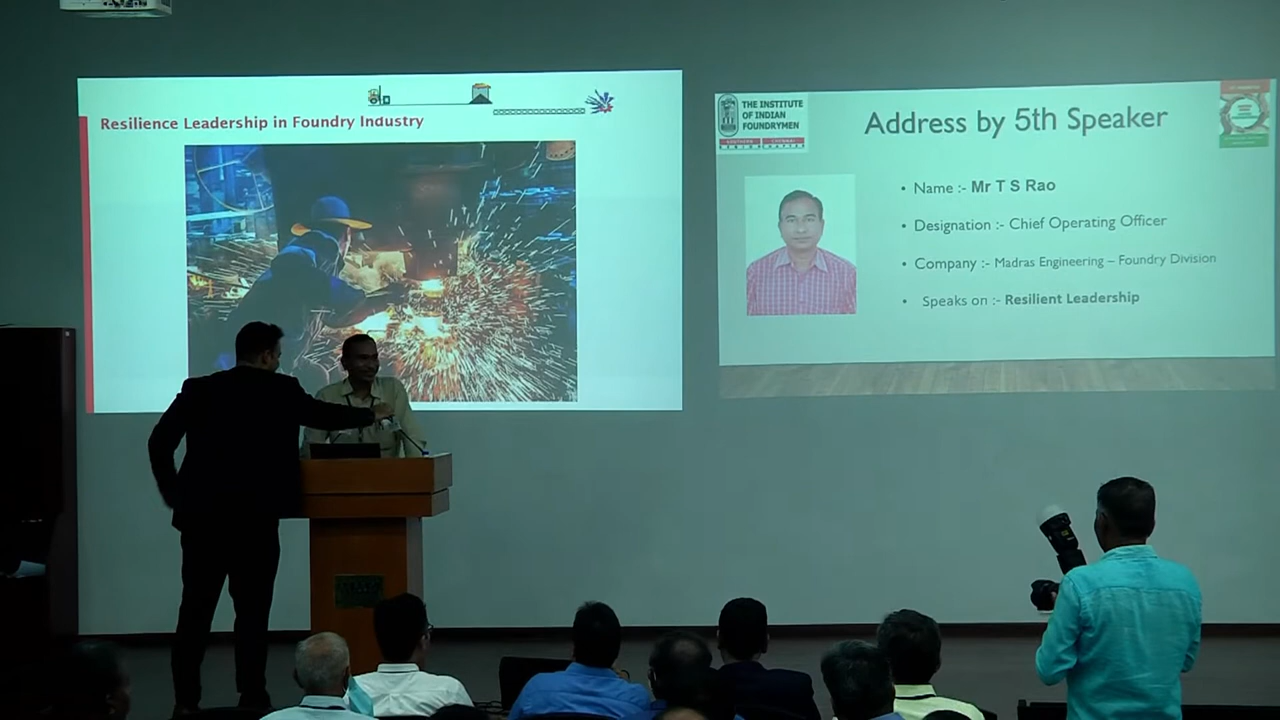 Resilience Leadership in Foundry Industry
THE INSTITUTE
OF INDIAN
FOUNDRYMEN
Address by 5th Speaker
• Name :- Mr T S Rao
• Designation :- Chief Operating Officer
• Company :- Madras Engineering – Foundry Division
• Speaks on :- Resilient Leadership